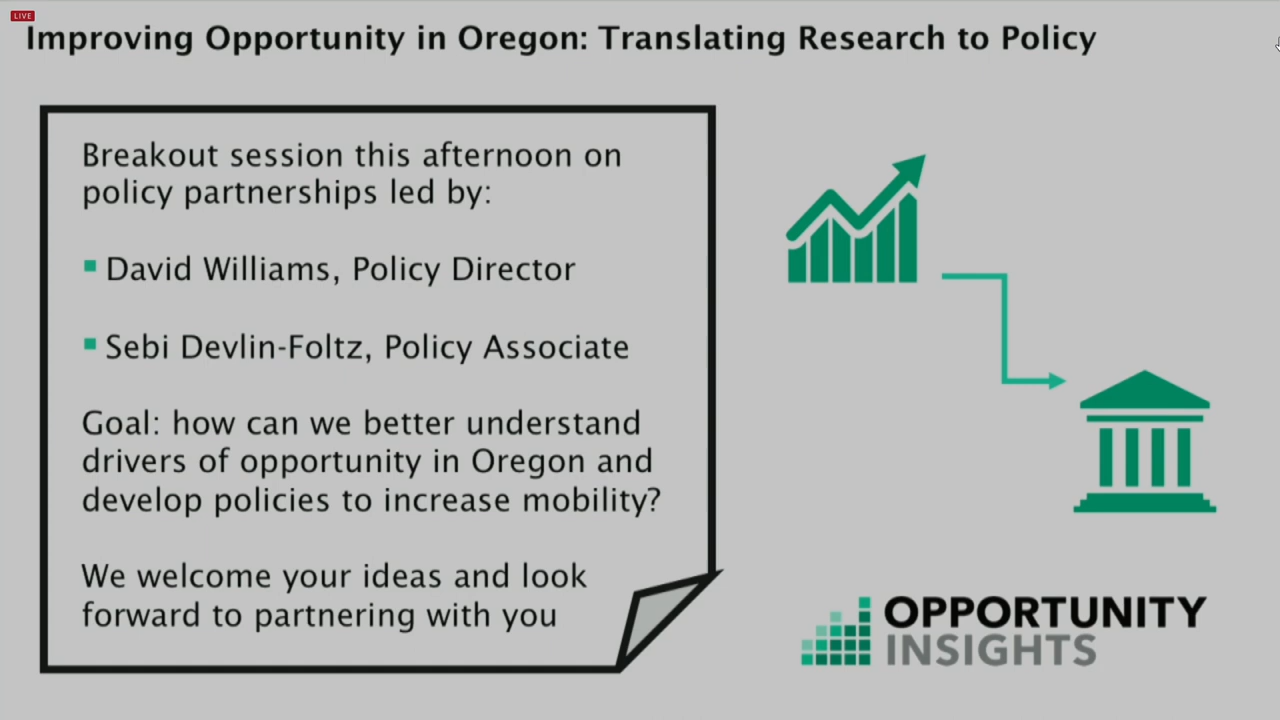 LIVE
Improving Opportunity in Oregon: Translating Research to Policy
Breakout session this afternoon on
policy partnerships led by:
David Williams, Policy Director
Sebi Devlin-Foltz, Policy Associate
Goal: how can we better understand
drivers of opportunity in Oregon and
develop policies to increase mobility?
We welcome your ideas and look
forward to partnering with you
OPPORTUNITY
INSIGHTS